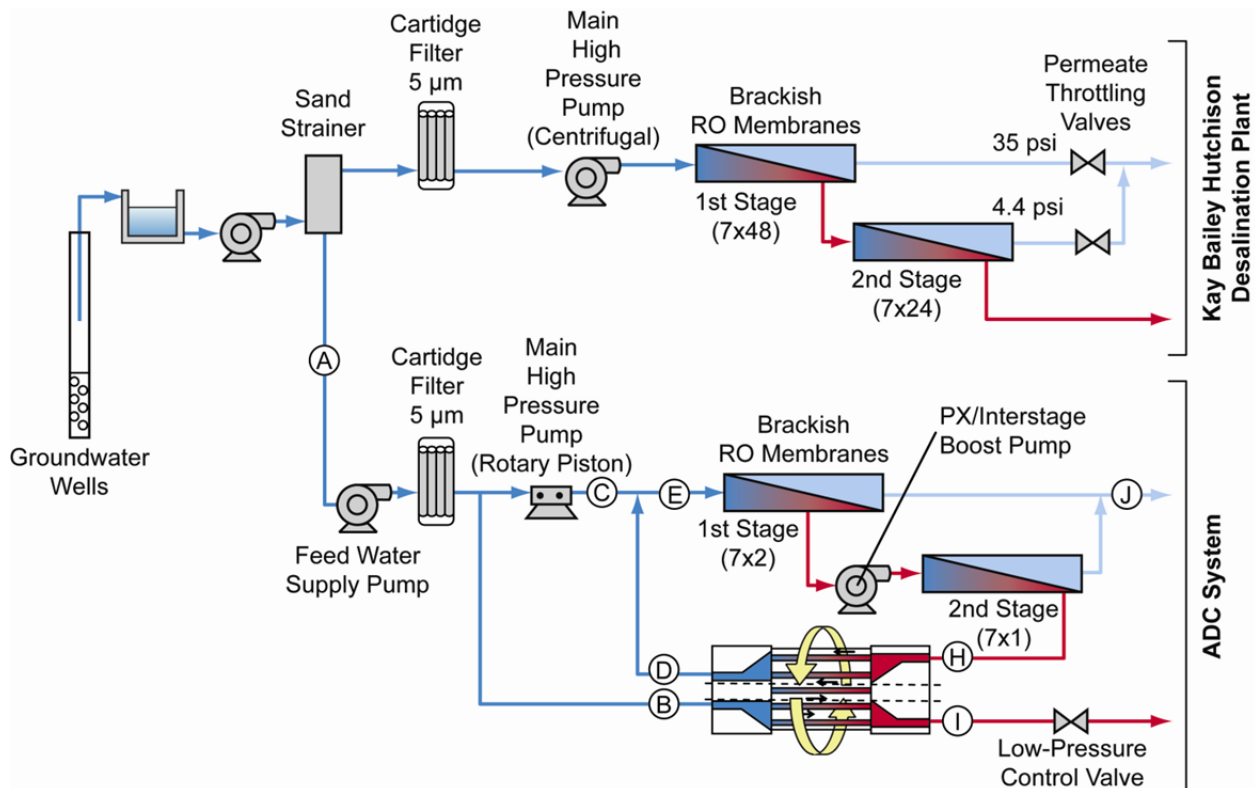 Cartidge
Filter
5 µm
Main
High
Pressure
Pump
(Centrifugal)
Sand
Strainer
Brackish
RO Membranes
Permeate
Throttling
Valves
35 psi
1st Stage
(7x48)
4.4 psi
2nd Stage
(7x24)
Kay Bailey Hutchison
Desalination Plant
Groundwater
Wells
A
Cartidge
Filter
5 µm
Main
High
Pressure
Pump
(Rotary Piston)
Feed Water
Supply Pump
C
E
Brackish
RO Membranes
PX/Interstage
Boost Pump
J
1st Stage
(7x2)
2nd Stage
(7x1)
D
H
B
I
Low-Pressure
Control Valve
ADC System